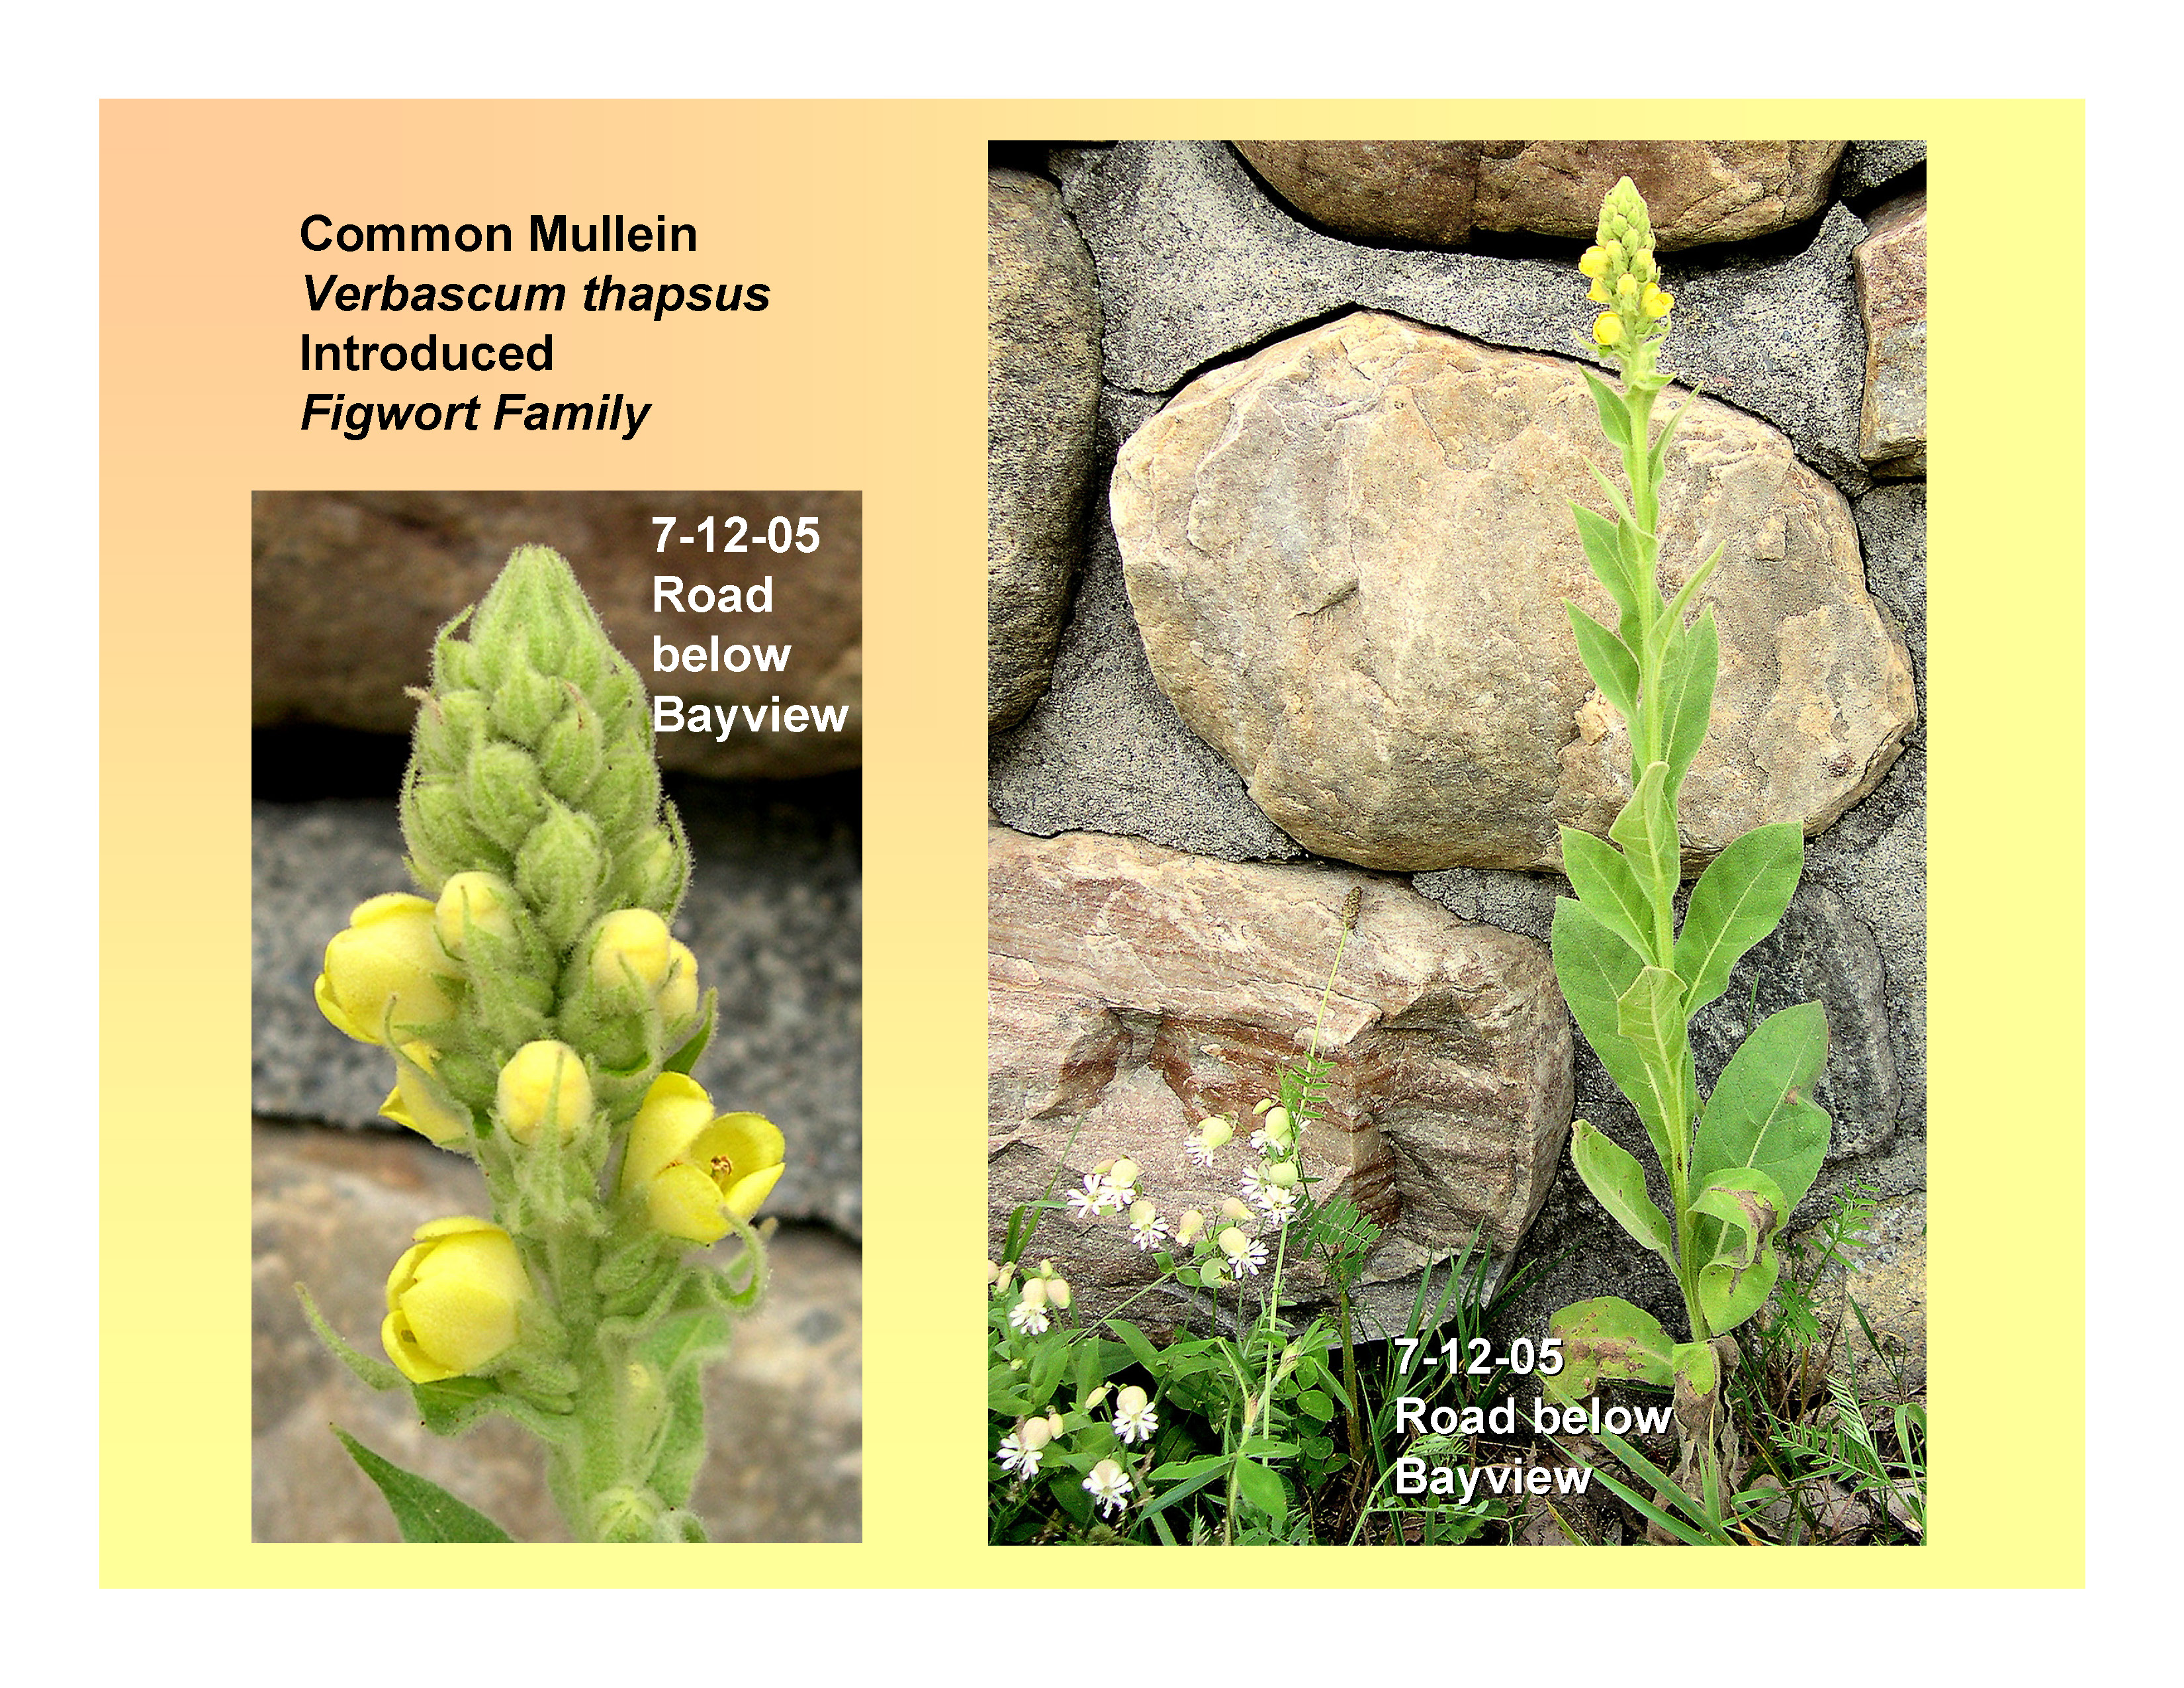 Common Mullein
Verbascum thapsus
Introduced
Figwort Family
7-12-05
Road
below
Bayview
7-12-05
Road below
Bayview